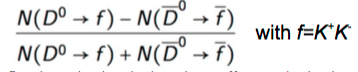 N(D⁰ → f) − N(D̅⁰ → f̅)
N(D⁰ → f) + N(D̅⁰ → f̅)
with f=K⁺K⁻